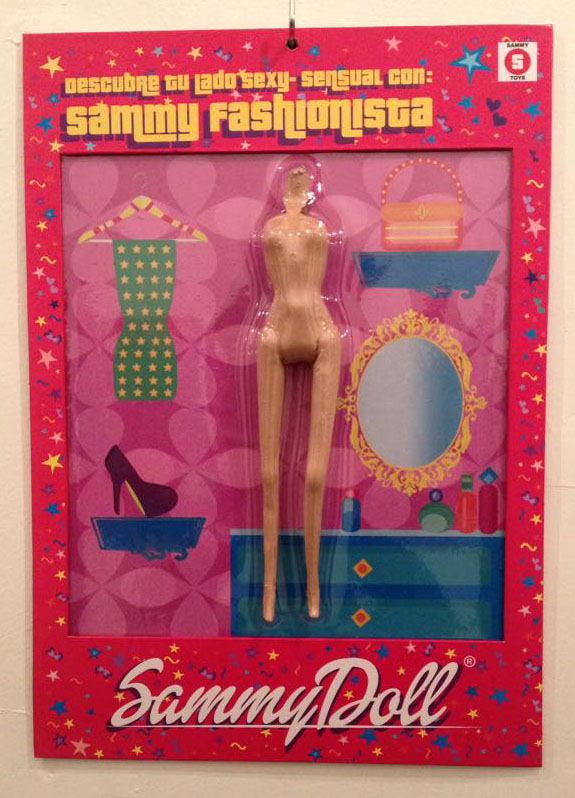 Descubre tu lado sexy- sensual con:
Sammy Fashionista
SAMMY
S
TOYS
SammyDoll®